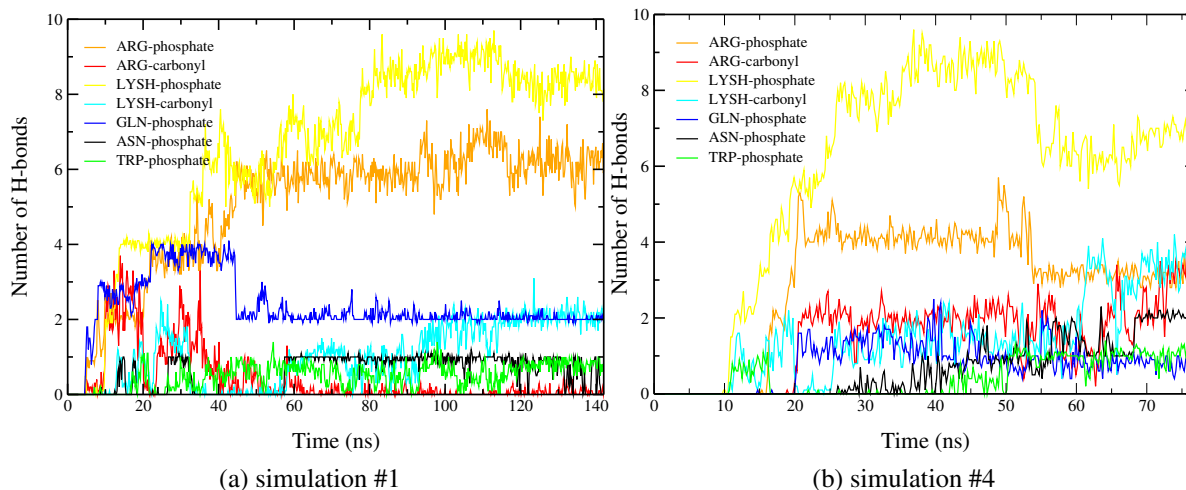 10
8
6
4
2
0
Number of H-bonds
ARG-phosphate
ARG-carbonyl
LYSH-phosphate
LYSH-carbonyl
GLN-phosphate
ASN-phosphate
TRP-phosphate
0 20 40 60 80 100 120 140
Time (ns)
(a) simulation #1
10
8
6
4
2
0
Number of H-bonds
ARG-phosphate
ARG-carbonyl
LYSH-phosphate
LYSH-carbonyl
GLN-phosphate
ASN-phosphate
TRP-phosphate
0 10 20 30 40 50 60 70
Time (ns)
(b) simulation #4